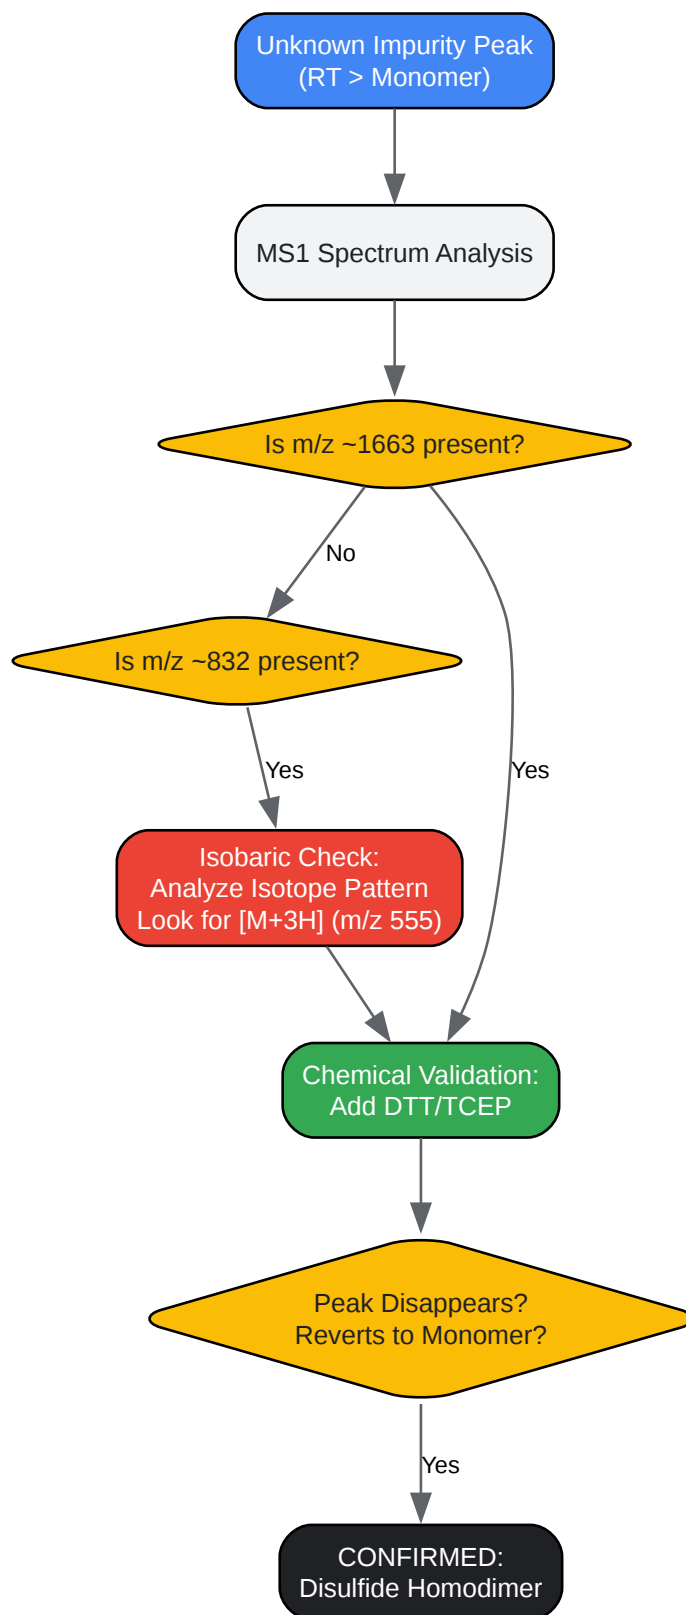 Unknown Impurity Peak
(RT > Monomer)
MS1 Spectrum Analysis
Is m/z ~1663 present?
No
Is m/z ~832 present?
Yes
Yes
Isobaric Check:
Analyze Isotope Pattern
Look for [M+3H] (m/z 555)
Chemical Validation:
Add DTT/TCEP
Peak Disappears?
Reverts to Monomer?
Yes
CONFIRMED:
Disulfide Homodimer